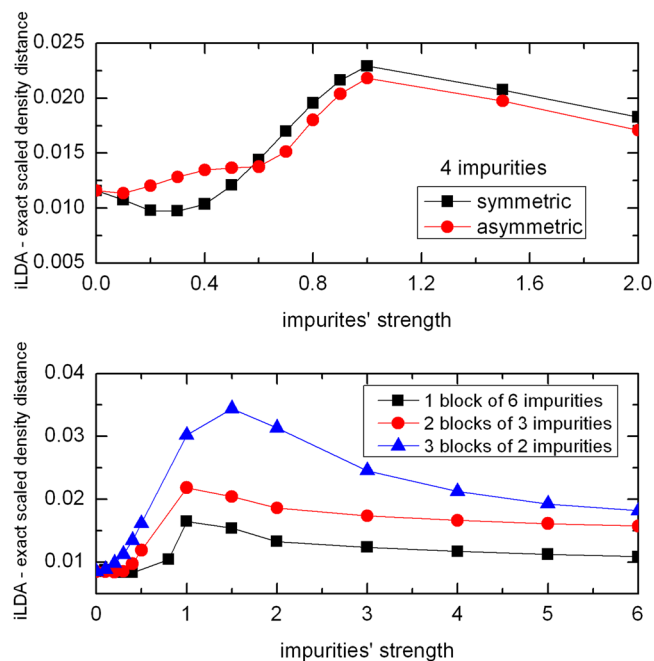 0.025
0.020
0.015
0.010
0.005
iLDA - exact scaled density distance
4 impurities
symmetric
asymmetric
0.0 0.4 0.8 1.2 1.6 2.0
impurites' strength
0.04
0.03
0.02
0.01
iLDA - exact scaled density distance
1 block of 6 impurities
2 blocks of 3 impurities
3 blocks of 2 impurities
0 1 2 3 4 5 6
impurities' strength